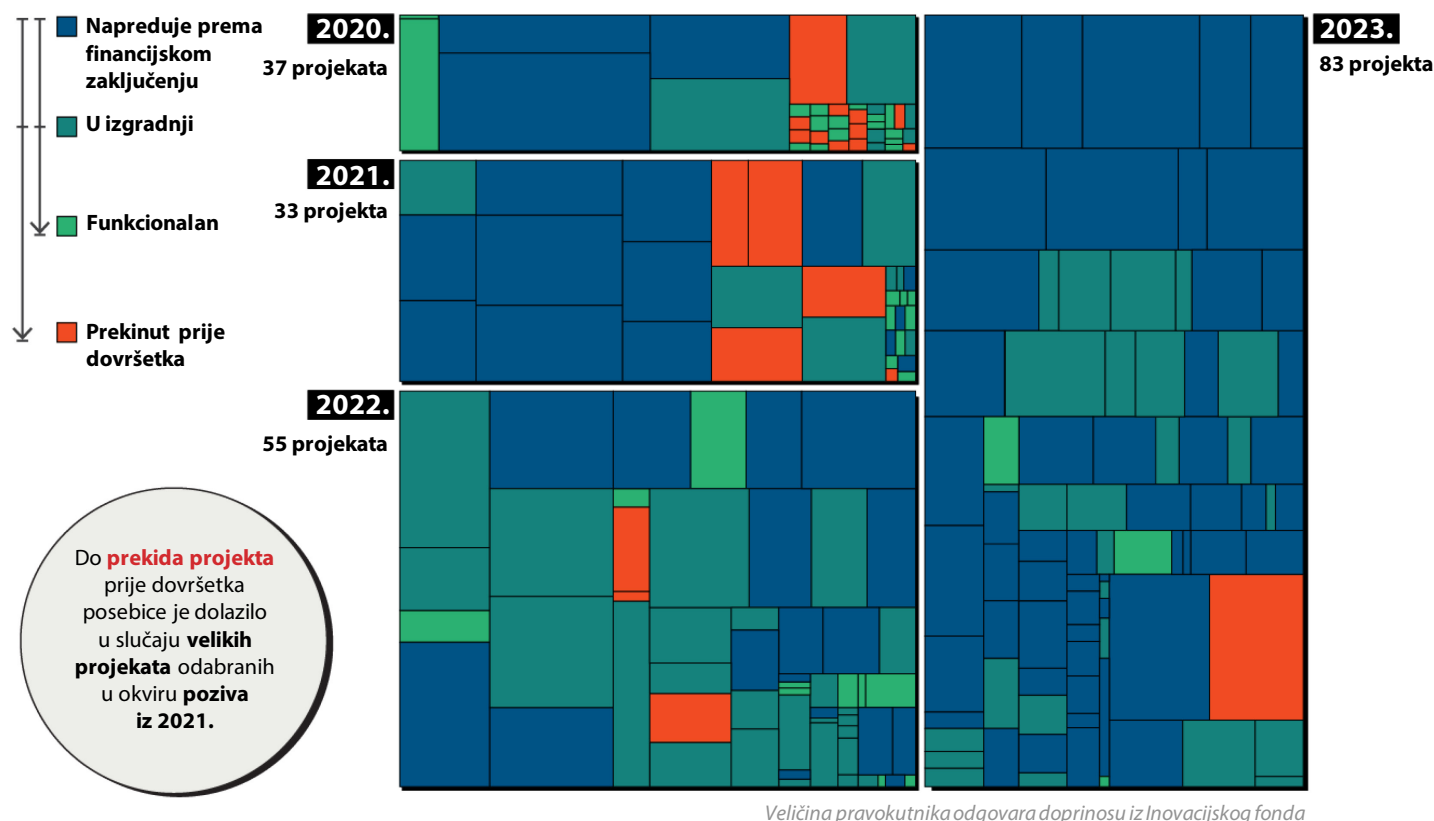 Napreduje prema
financijskom
zaključenju
U izgradnji
Funkcionalan
Prekinut prije
dovršetka
2020.
37 projekata
2021.
33 projekta
2022.
55 projekata
2023.
83 projekta
Do prekida projekta
prije dovršetka
posebice je dolazilo
u slučaju velikih
projekata odabranih
u okviru poziva
iz 2021.
Veličina pravokutnika odgovara doprinosu iz Inovacijskog fonda